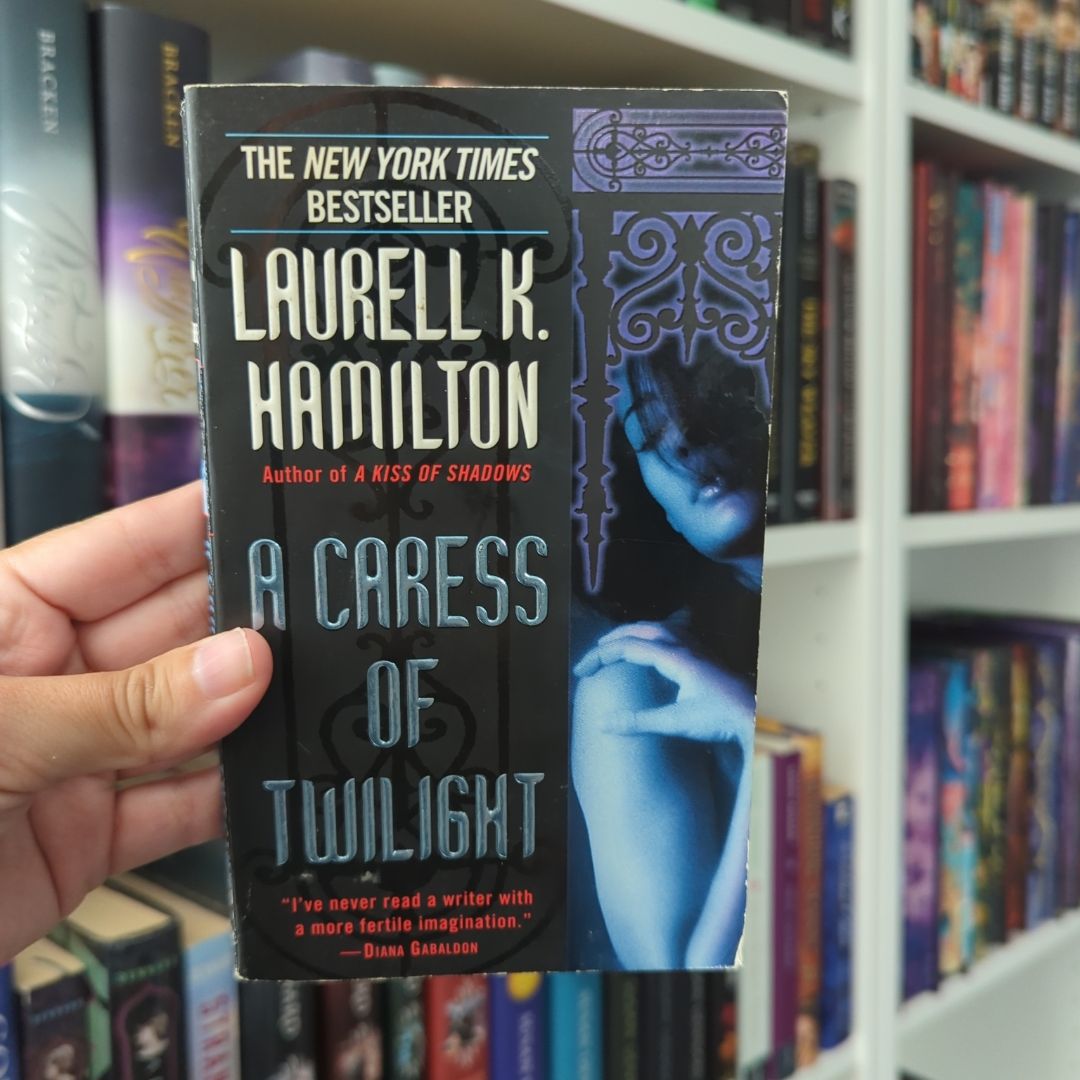 BRACKEN
BRACKEN
THE NEW YORK TIMES
BESTSELLER
LAURELL K.
HAMILTON
Author of A KISS OF SHADOWS
A CARESS
OF
TWILIGHT
“I’ve never read a writer with
a more fertile imagination.”
—DIANA GABALDON